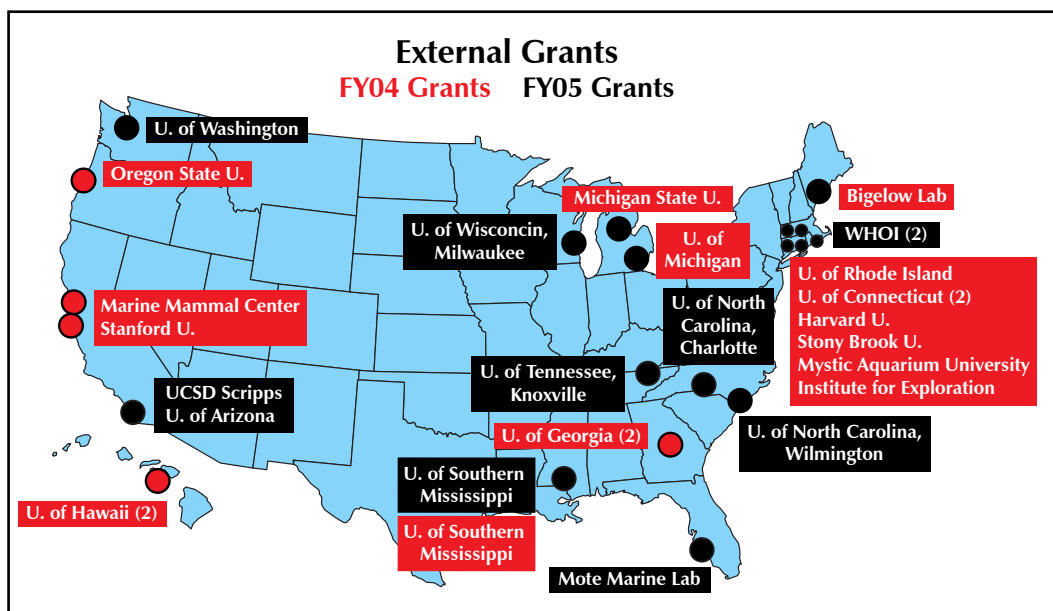 External Grants
FY04 Grants FY05 Grants
U. of Washington
Oregon State U.
Michigan State U.
Bigelow Lab
U. of Wisconcin,
Milwaukee
U. of
Michigan
WHOI (2)
U. of Rhode Island
U. of Connecticut (2)
Harvard U.
Stony Brook U.
Mystic Aquarium University
Institute for Exploration
Marine Mammal Center
Stanford U.
U. of North
Carolina,
Charlotte
U. of Tennessee,
Knoxville
UCSD Scripps
U. of Arizona
U. of Georgia (2)
U. of North Carolina,
Wilmington
U. of Southern
Mississippi
U. of Hawaii (2)
U. of Southern
Mississippi
Mote Marine Lab